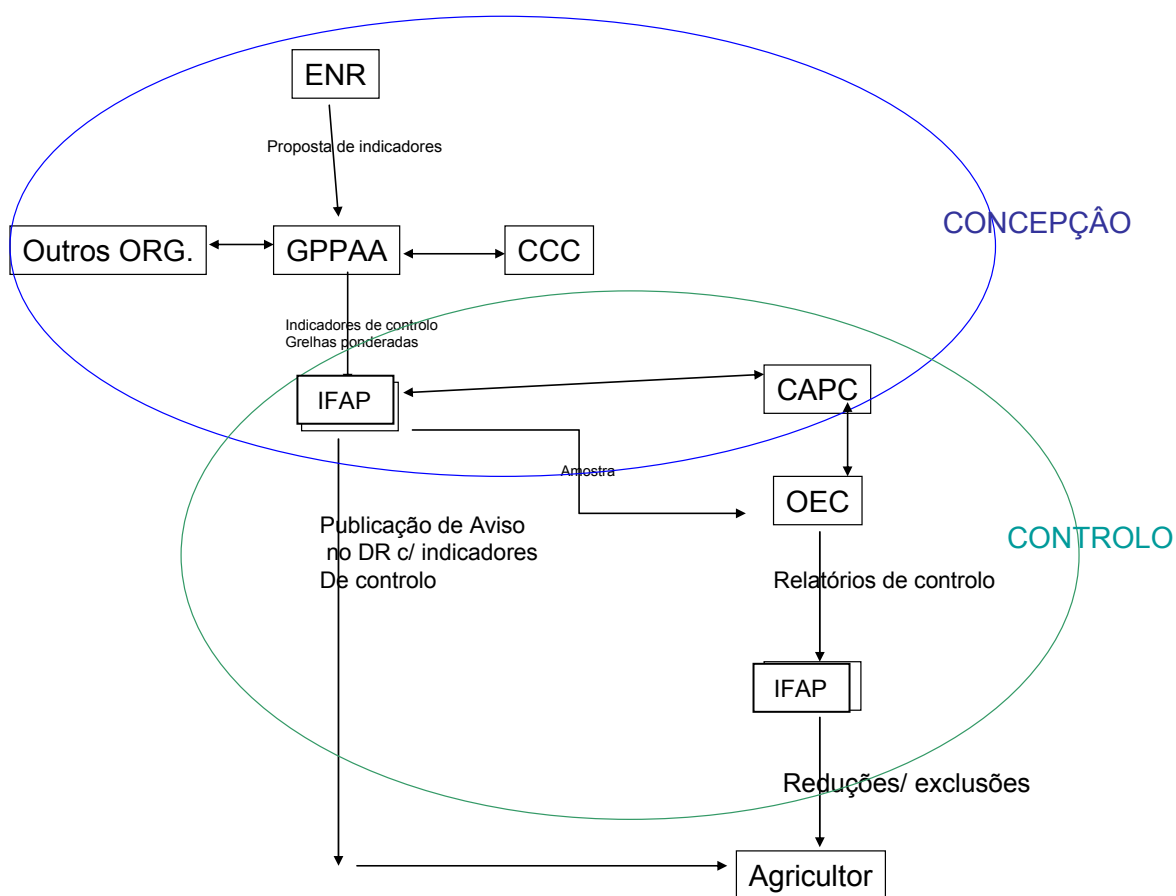 ENR
Proposta de indicadores
CONCEPÇÂO
Outros ORG.
GPPAA
CCC
Indicadores de controlo
Grelhas ponderadas
IFAP
CAPC
Amostra
OEC
Publicação de Aviso
no DR c/ indicadores
De controlo
CONTROLO
Relatórios de controlo
IFAP
Reduções/ exclusões
Agricultor